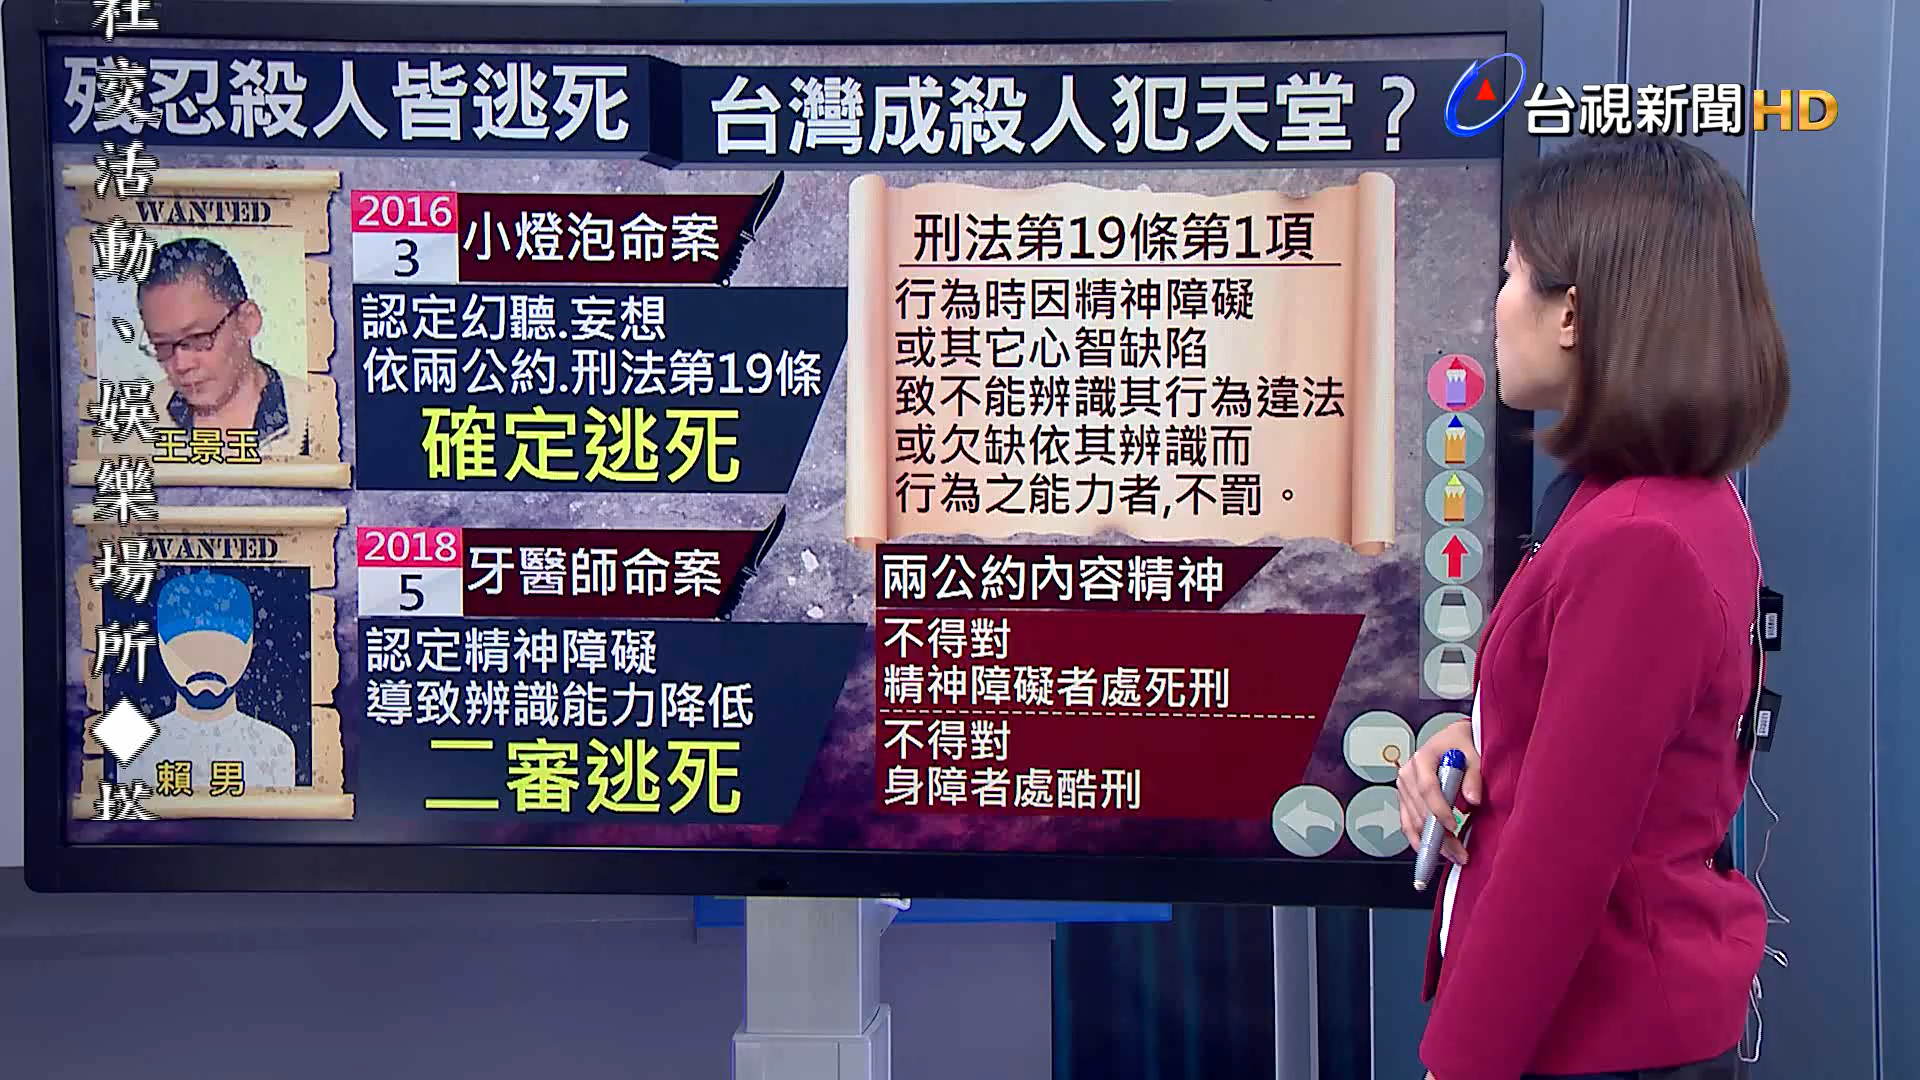 殘忍殺人皆逃死
台灣成殺人犯天堂？
台視新聞HD
社交活動、娛樂場所◆
WANTED
王景玉
2016
3
小燈泡命案
認定幻聽.妄想
依兩公約.刑法第19條
確定逃死
WANTED
賴 男
2018
5
牙醫師命案
認定精神障礙
導致辨識能力降低
二審逃死
刑法第19條第1項
行為時因精神障礙
或其它心智缺陷
致不能辨識其行為違法
或欠缺依其辨識而
行為之能力者,不罰。
兩公約內容精神
不得對
精神障礙者處死刑
不得對
身障者處酷刑